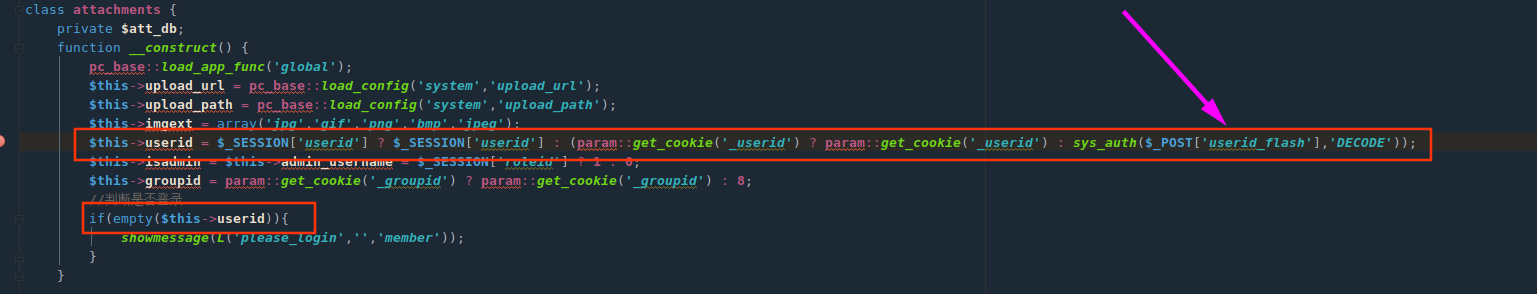 class attachments {
private $att_db;
function __construct() {
pc_base::load_app_func('global');
$this->upload_url = pc_base::load_config('system','upload_url');
$this->upload_path = pc_base::load_config('system','upload_path');
$this->imgext = array('jpg','gif','png','bmp','jpeg');
$this->userid = $_SESSION['userid'] ? $_SESSION['userid'] : (param::get_cookie('_userid') ? param::get_cookie('_userid') : sys_auth($_POST['userid_flash'],'DECODE'));
$this->isadmin = $this->admin_username = $_SESSION['roleid'] ? 1 : 0;
$this->groupid = param::get_cookie('_groupid') ? param::get_cookie('_groupid') : 8;
//判断是否登录
if(empty($this->userid)){
showmessage(L('please_login','','member'));
}
}